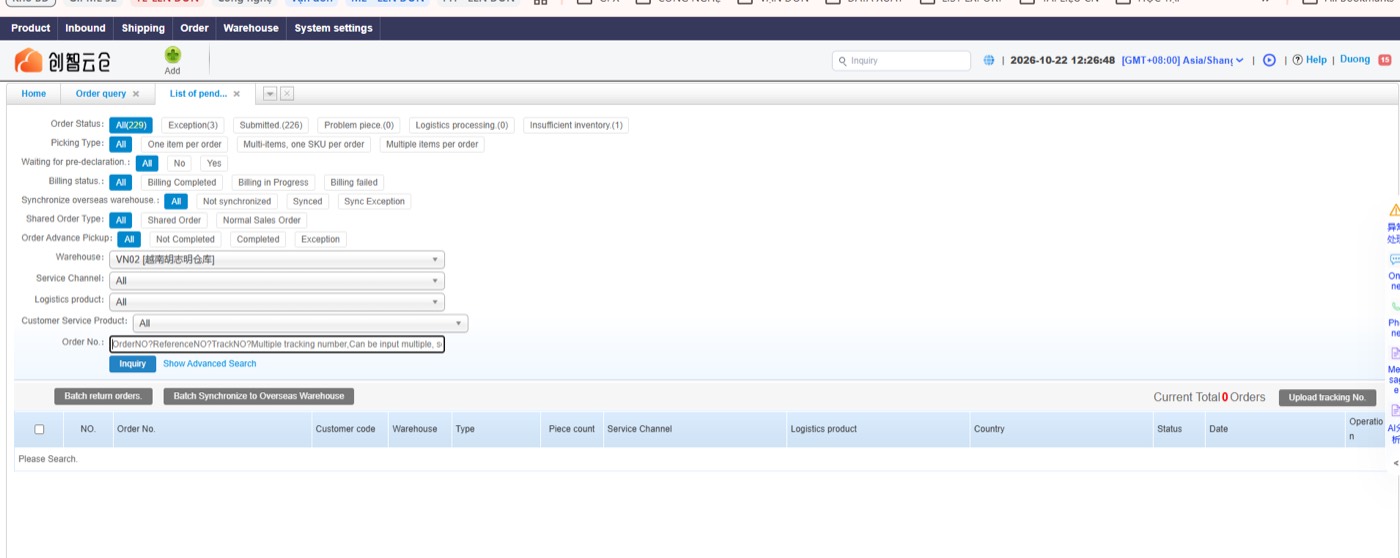 Product Inbound Shipping Order Warehouse System settings
创智云仓
Add
Inquiry
2026-10-22 12:26:48 [GMT+08:00] Asia/Shang
Help Duong 15
Home Order query List of pend...
Order Status: All(229) Exception(3) Submitted.(226) Problem piece.(0) Logistics processing.(0) Insufficient inventory.(1)
Picking Type: All One item per order Multi-items, one SKU per order Multiple items per order
Waiting for pre-declaration.: All No Yes
Billing status.: All Billing Completed Billing in Progress Billing failed
Synchronize overseas warehouse.: All Not synchronized Synced Sync Exception
Shared Order Type: All Shared Order Normal Sales Order
Order Advance Pickup: All Not Completed Completed Exception
Warehouse: VN02 [越南胡志明仓库]
Service Channel: All
Logistics product: All
Customer Service Product: All
Order No.: OrderNO?ReferenceNO?TrackNO?Multiple tracking number,Can be input multiple, s
Inquiry Show Advanced Search
Batch return orders. Batch Synchronize to Overseas Warehouse Current Total 0 Orders Upload tracking No.
NO. Order No. Customer code Warehouse Type Piece count Service Channel Logistics product Country Status Date Operation
Please Search.